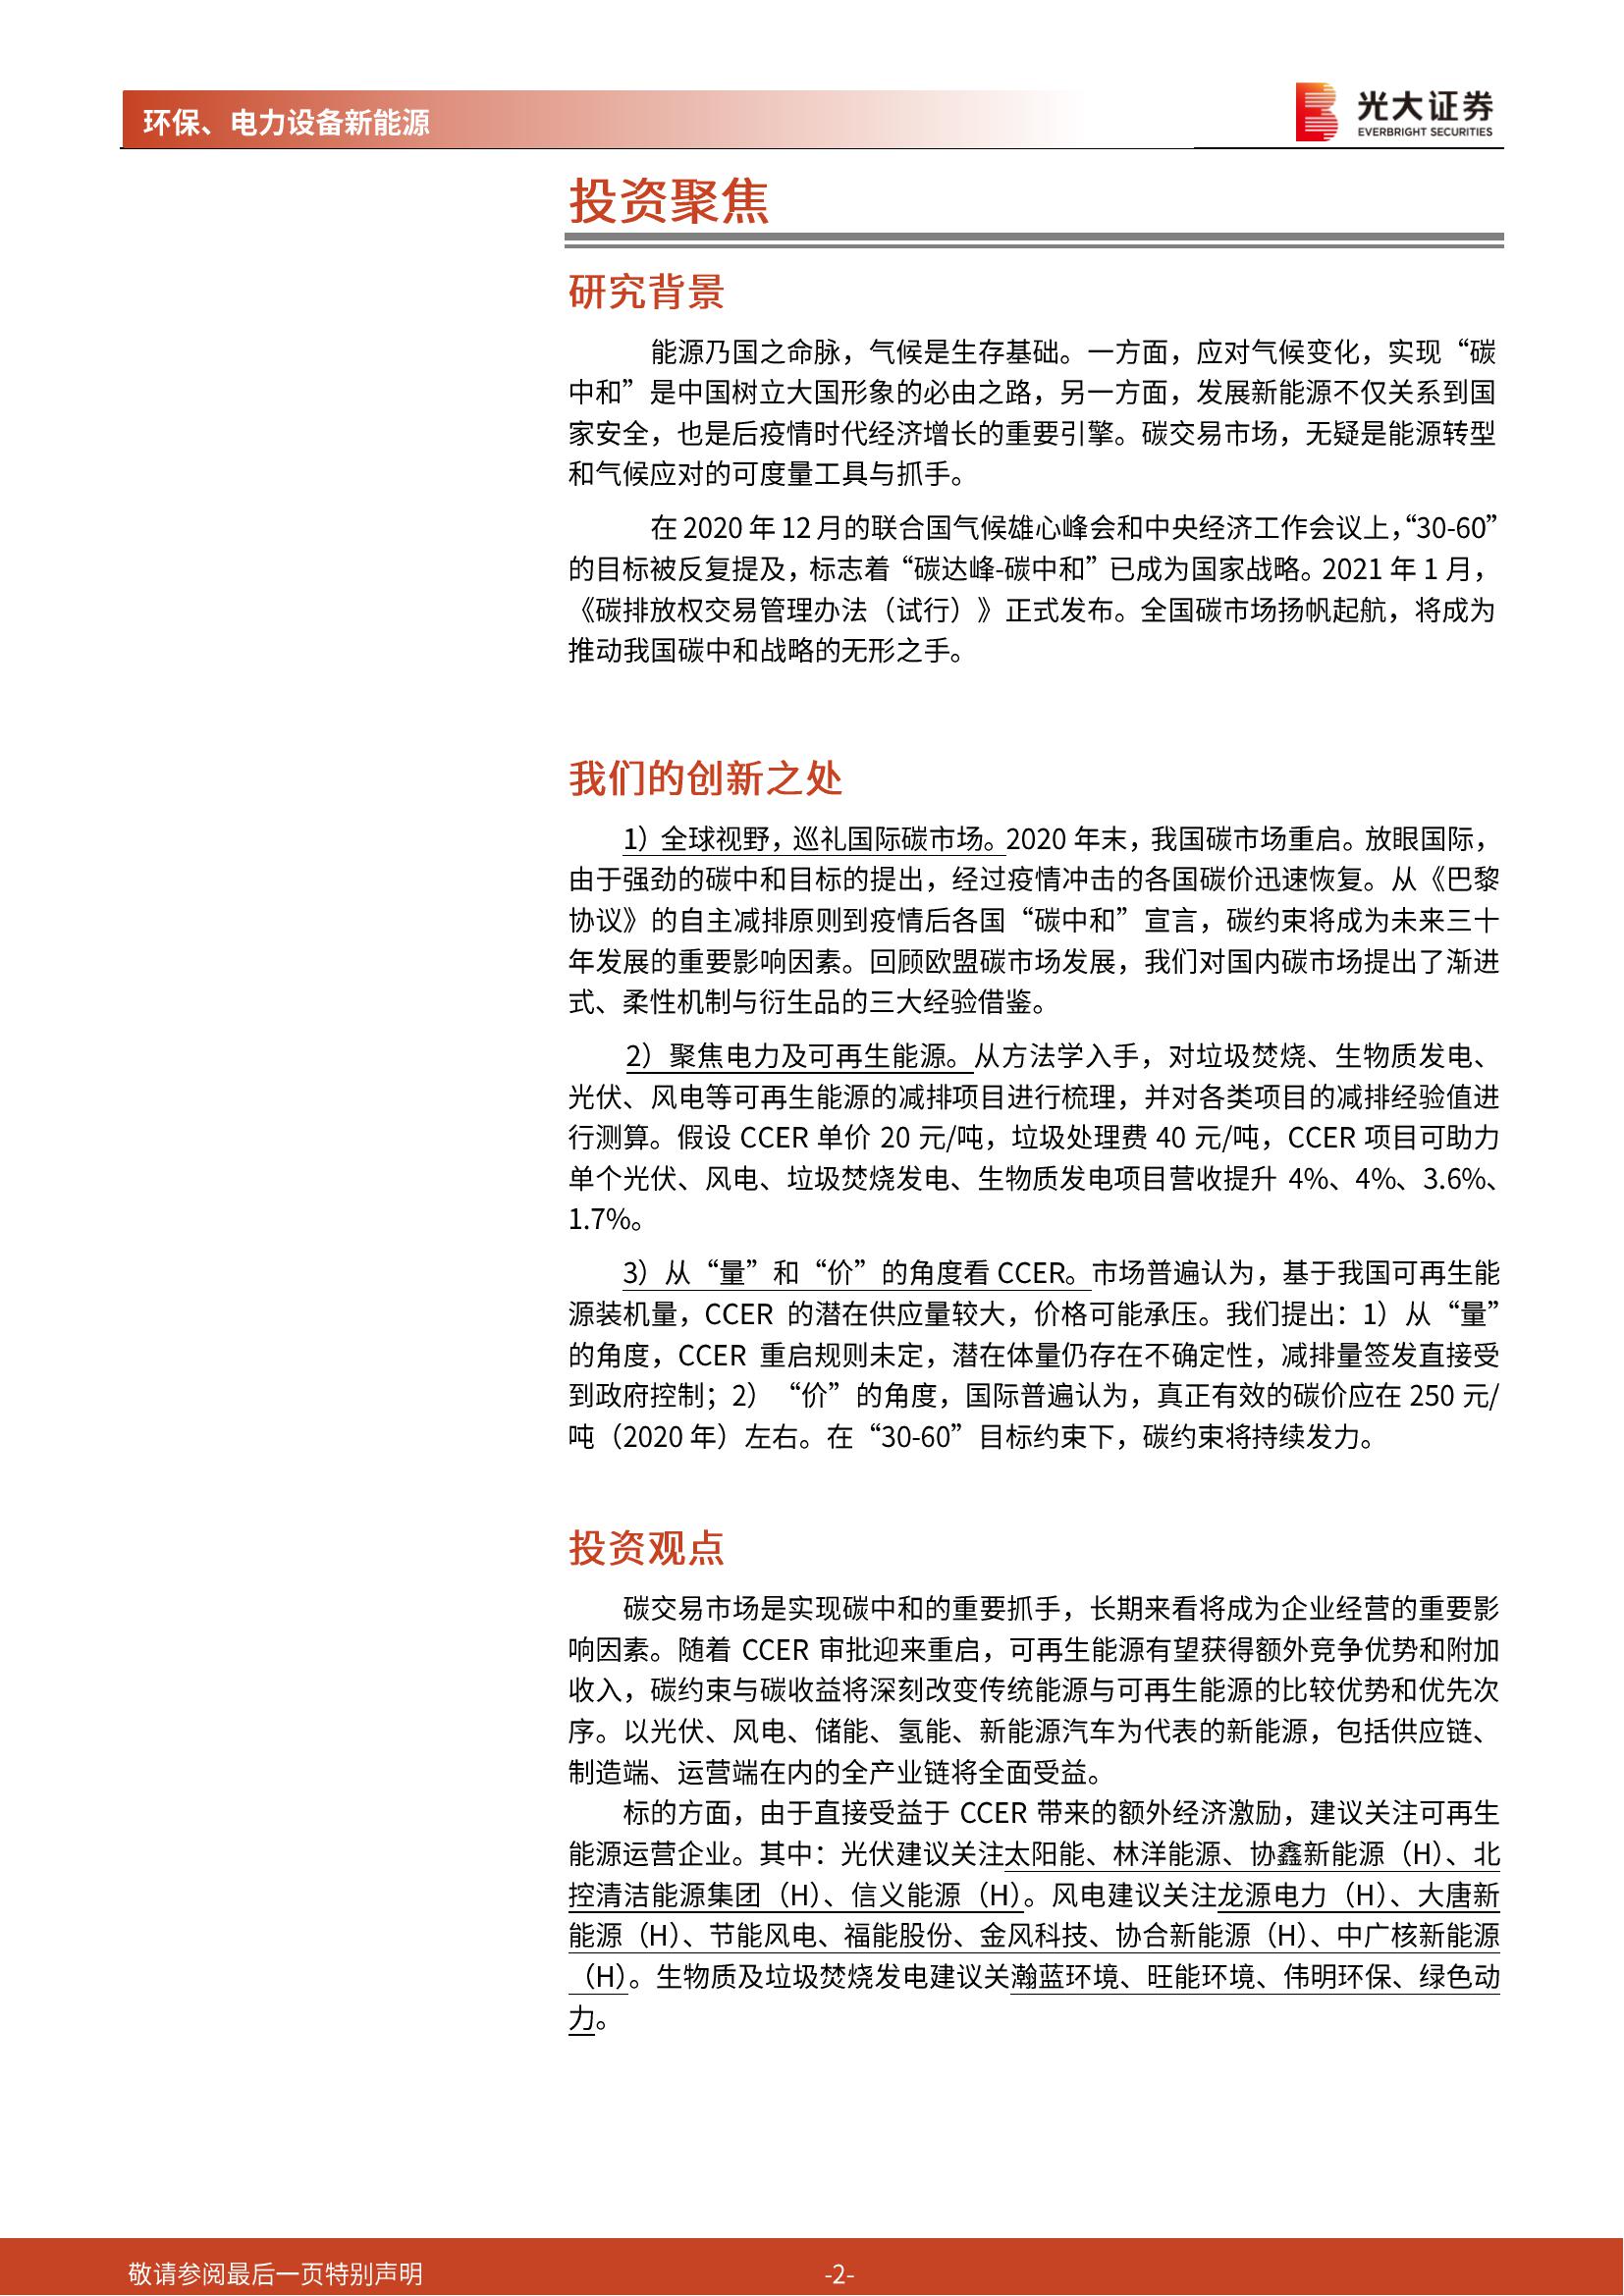 环保、电力设备新能源
光大证券
EVERBRIGHT SECURITIES
投资聚焦
研究背景
能源乃国之命脉，气候是生存基础。一方面，应对气候变化，实现“碳
中和”是中国树立大国形象的必由之路，另一方面，发展新能源不仅关系到国
家安全，也是后疫情时代经济增长的重要引擎。碳交易市场，无疑是能源转型
和气候应对的可度量工具与抓手。
在 2020 年 12 月的联合国气候雄心峰会和中央经济工作会议上，“30-60”
的目标被反复提及，标志着“碳达峰-碳中和”已成为国家战略。2021 年 1 月，
《碳排放权交易管理办法（试行）》正式发布。全国碳市场扬帆起航，将成为
推动我国碳中和战略的无形之手。
我们的创新之处
1）全球视野，巡礼国际碳市场。2020 年末，我国碳市场重启。放眼国际，
由于强劲的碳中和目标的提出，经过疫情冲击的各国碳价迅速恢复。从《巴黎
协议》的自主减排原则到疫情后各国“碳中和”宣言，碳约束将成为未来三十
年发展的重要影响因素。回顾欧盟碳市场发展，我们对国内碳市场提出了渐进
式、柔性机制与衍生品的三大经验借鉴。
2）聚焦电力及可再生能源。从方法学入手，对垃圾焚烧、生物质发电、
光伏、风电等可再生能源的减排项目进行梳理，并对各类项目的减排经验值进
行测算。假设 CCER 单价 20 元/吨，垃圾处理费 40 元/吨，CCER 项目可助力
单个光伏、风电、垃圾焚烧发电、生物质发电项目营收提升 4%、4%、3.6%、
1.7%。
3）从“量”和“价”的角度看 CCER。市场普遍认为，基于我国可再生能
源装机量，CCER 的潜在供应量较大，价格可能承压。我们提出：1）从“量”
的角度，CCER 重启规则未定，潜在体量仍存在不确定性，减排量签发直接受
到政府控制；2）“价”的角度，国际普遍认为，真正有效的碳价应在 250 元/
吨（2020 年）左右。在“30-60”目标约束下，碳约束将持续发力。
投资观点
碳交易市场是实现碳中和的重要抓手，长期来看将成为企业经营的重要影
响因素。随着 CCER 审批迎来重启，可再生能源有望获得额外竞争优势和附加
收入，碳约束与碳收益将深刻改变传统能源与可再生能源的比较优势和优先次
序。以光伏、风电、储能、氢能、新能源汽车为代表的新能源，包括供应链、
制造端、运营端在内的全产业链将全面受益。
标的方面，由于直接受益于 CCER 带来的额外经济激励，建议关注可再生
能源运营企业。其中：光伏建议关注太阳能、林洋能源、协鑫新能源（H）、北
控清洁能源集团（H）、信义能源（H）。风电建议关注龙源电力（H）、大唐新
能源（H）、节能风电、福能股份、金风科技、协合新能源（H）、中广核新能源
（H）。生物质及垃圾焚烧发电建议关瀚蓝环境、旺能环境、伟明环保、绿色动
力。
敬请参阅最后一页特别声明
-2-